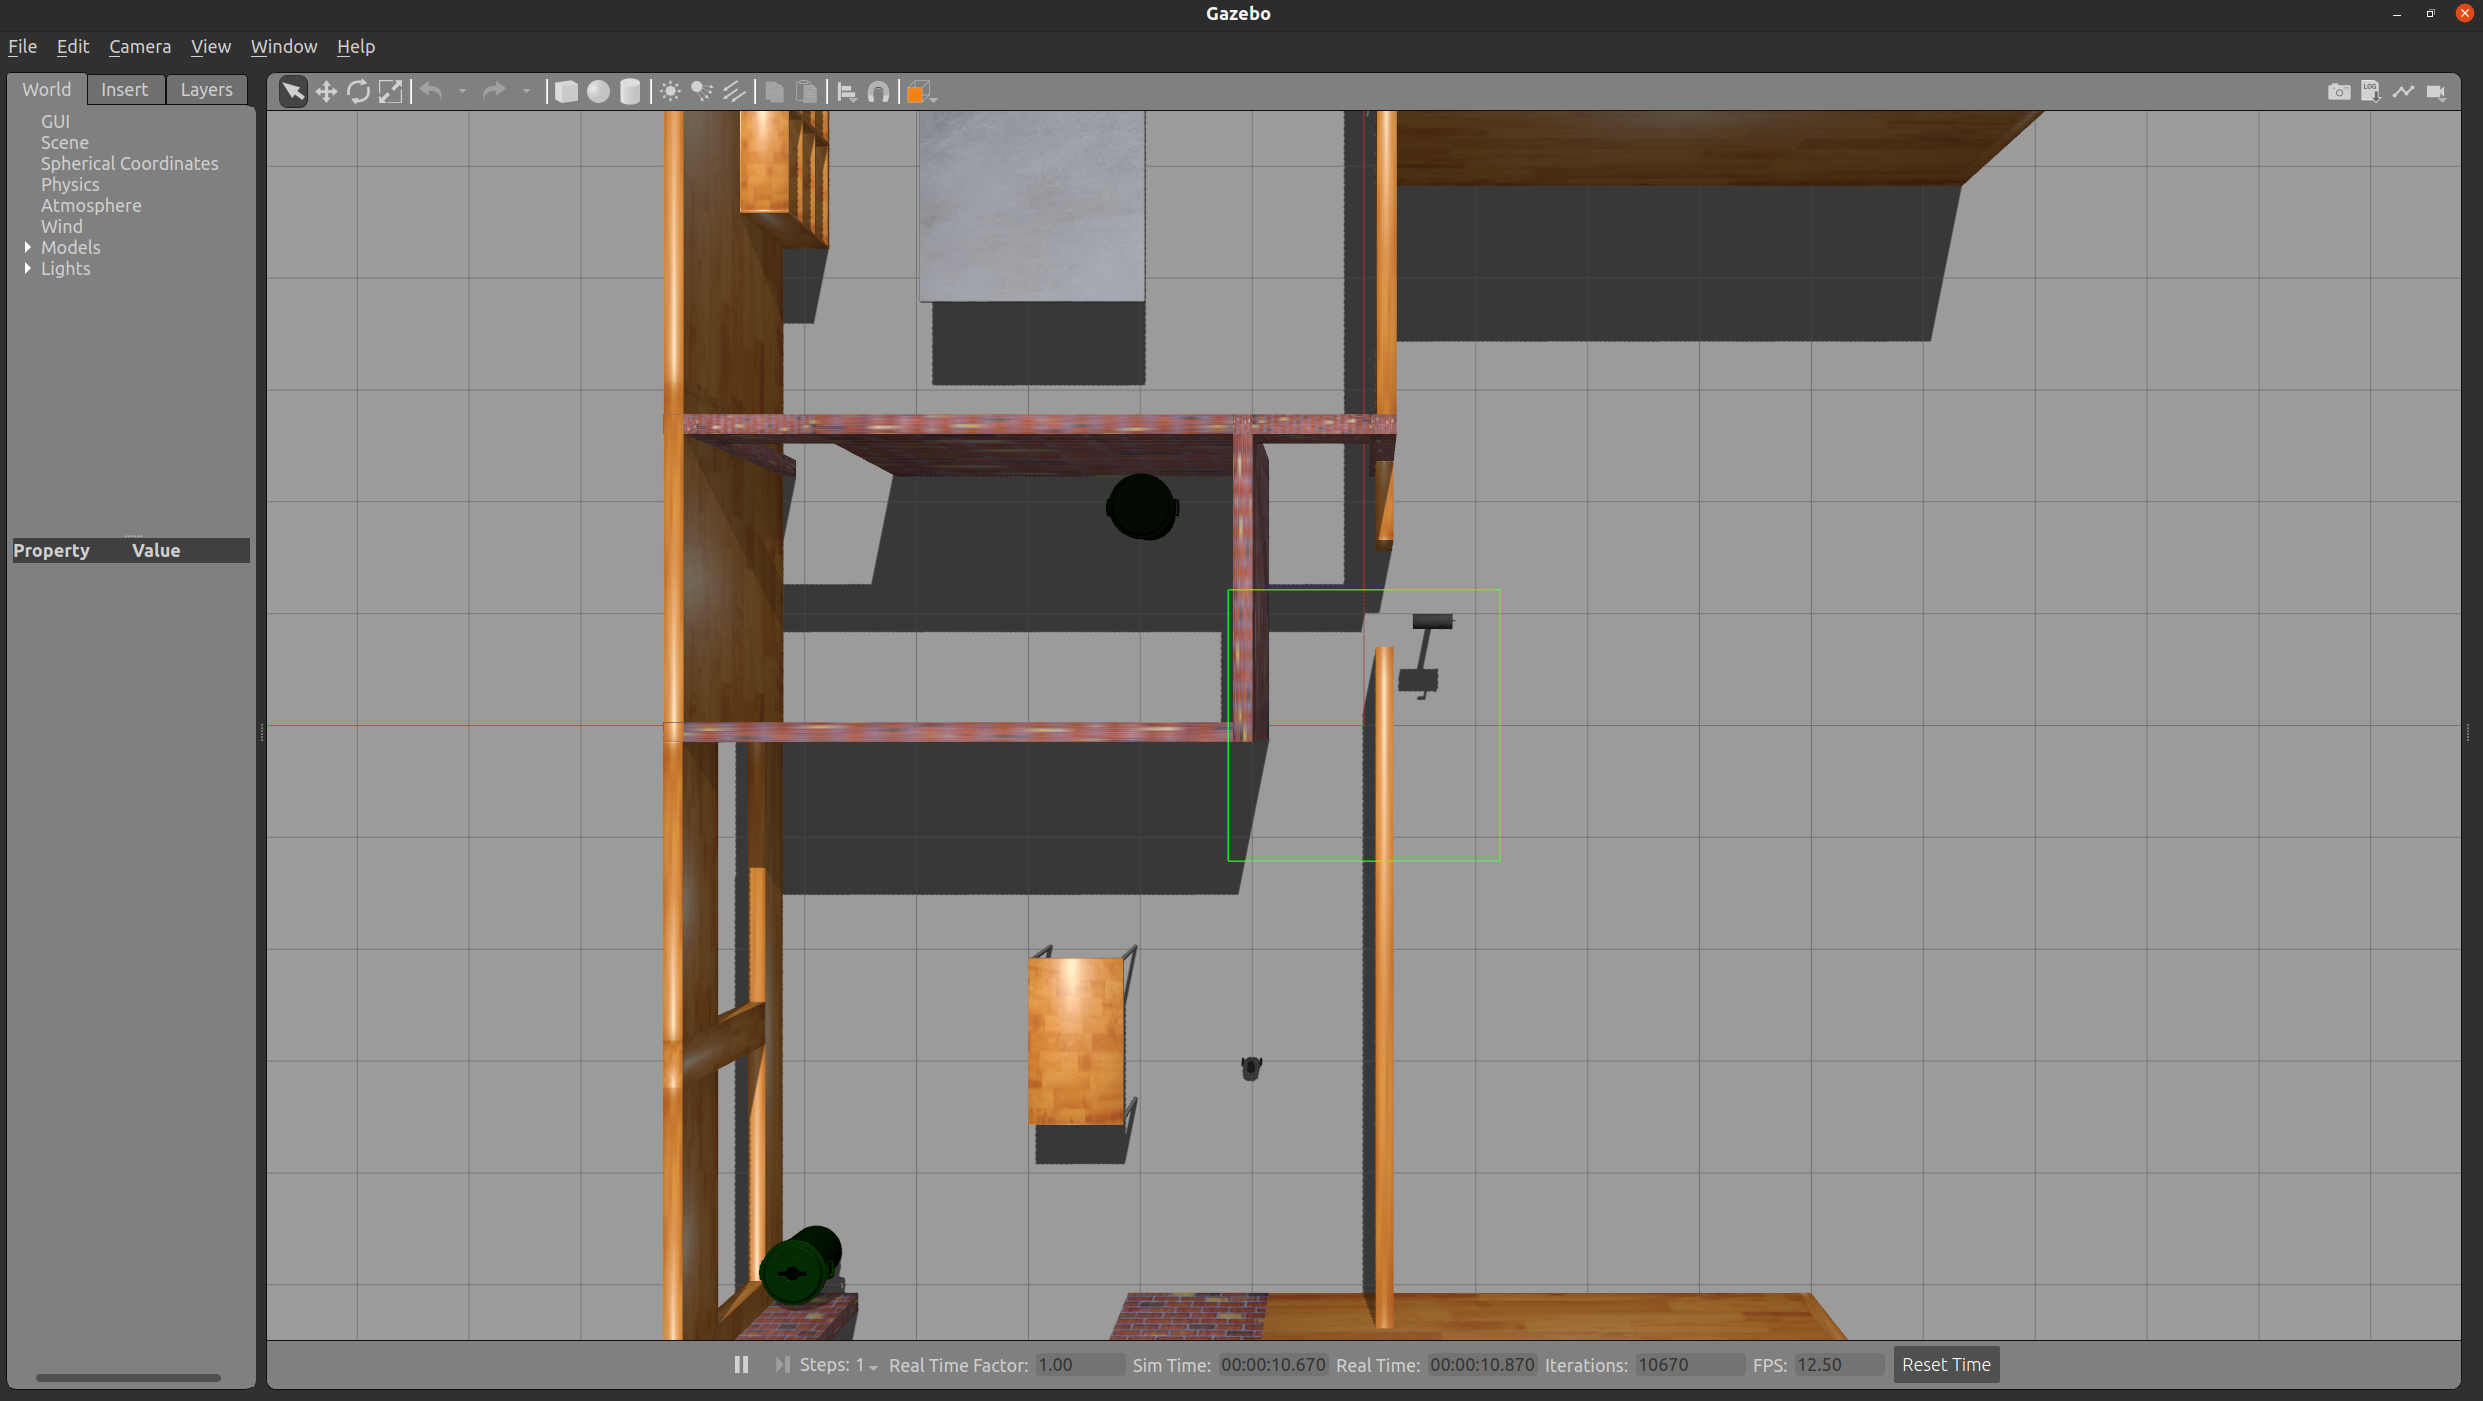 Gazebo
File Edit Camera View Window Help
World Insert Layers
LOG
GUI
Scene
Spherical Coordinates
Physics
Atmosphere
Wind
Models
Lights
Property Value
Steps: 1 Real Time Factor: 1.00 Sim Time: 00:00:10.670 Real Time: 00:00:10.870 Iterations: 10670 FPS: 12.50 Reset Time